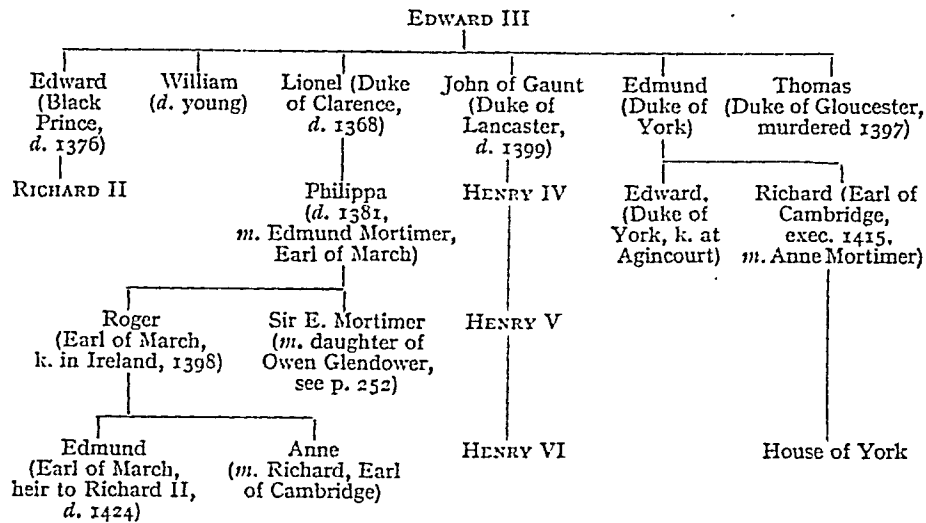 EDWARD III
Edward
(Black
Prince,
d. 1376)
William
(d. young)
Lionel (Duke
of Clarence,
d. 1368)
John of Gaunt
(Duke of
Lancaster,
d. 1399)
Edmund
(Duke of
York)
Thomas
(Duke of Gloucester,
murdered 1397)
RICHARD II
Philippa
(d. 1381,
m. Edmund Mortimer,
Earl of March)
HENRY IV
Edward,
(Duke of
York, k. at
Agincourt)
Richard (Earl of
Cambridge,
exec. 1415,
m. Anne Mortimer)
Roger
(Earl of March,
k. in Ireland, 1398)
Sir E. Mortimer
(m. daughter of
Owen Glendower,
see p. 252)
HENRY V
Edmund
(Earl of March,
heir to Richard II,
d. 1424)
Anne
(m. Richard, Earl
of Cambridge)
HENRY VI
House of York